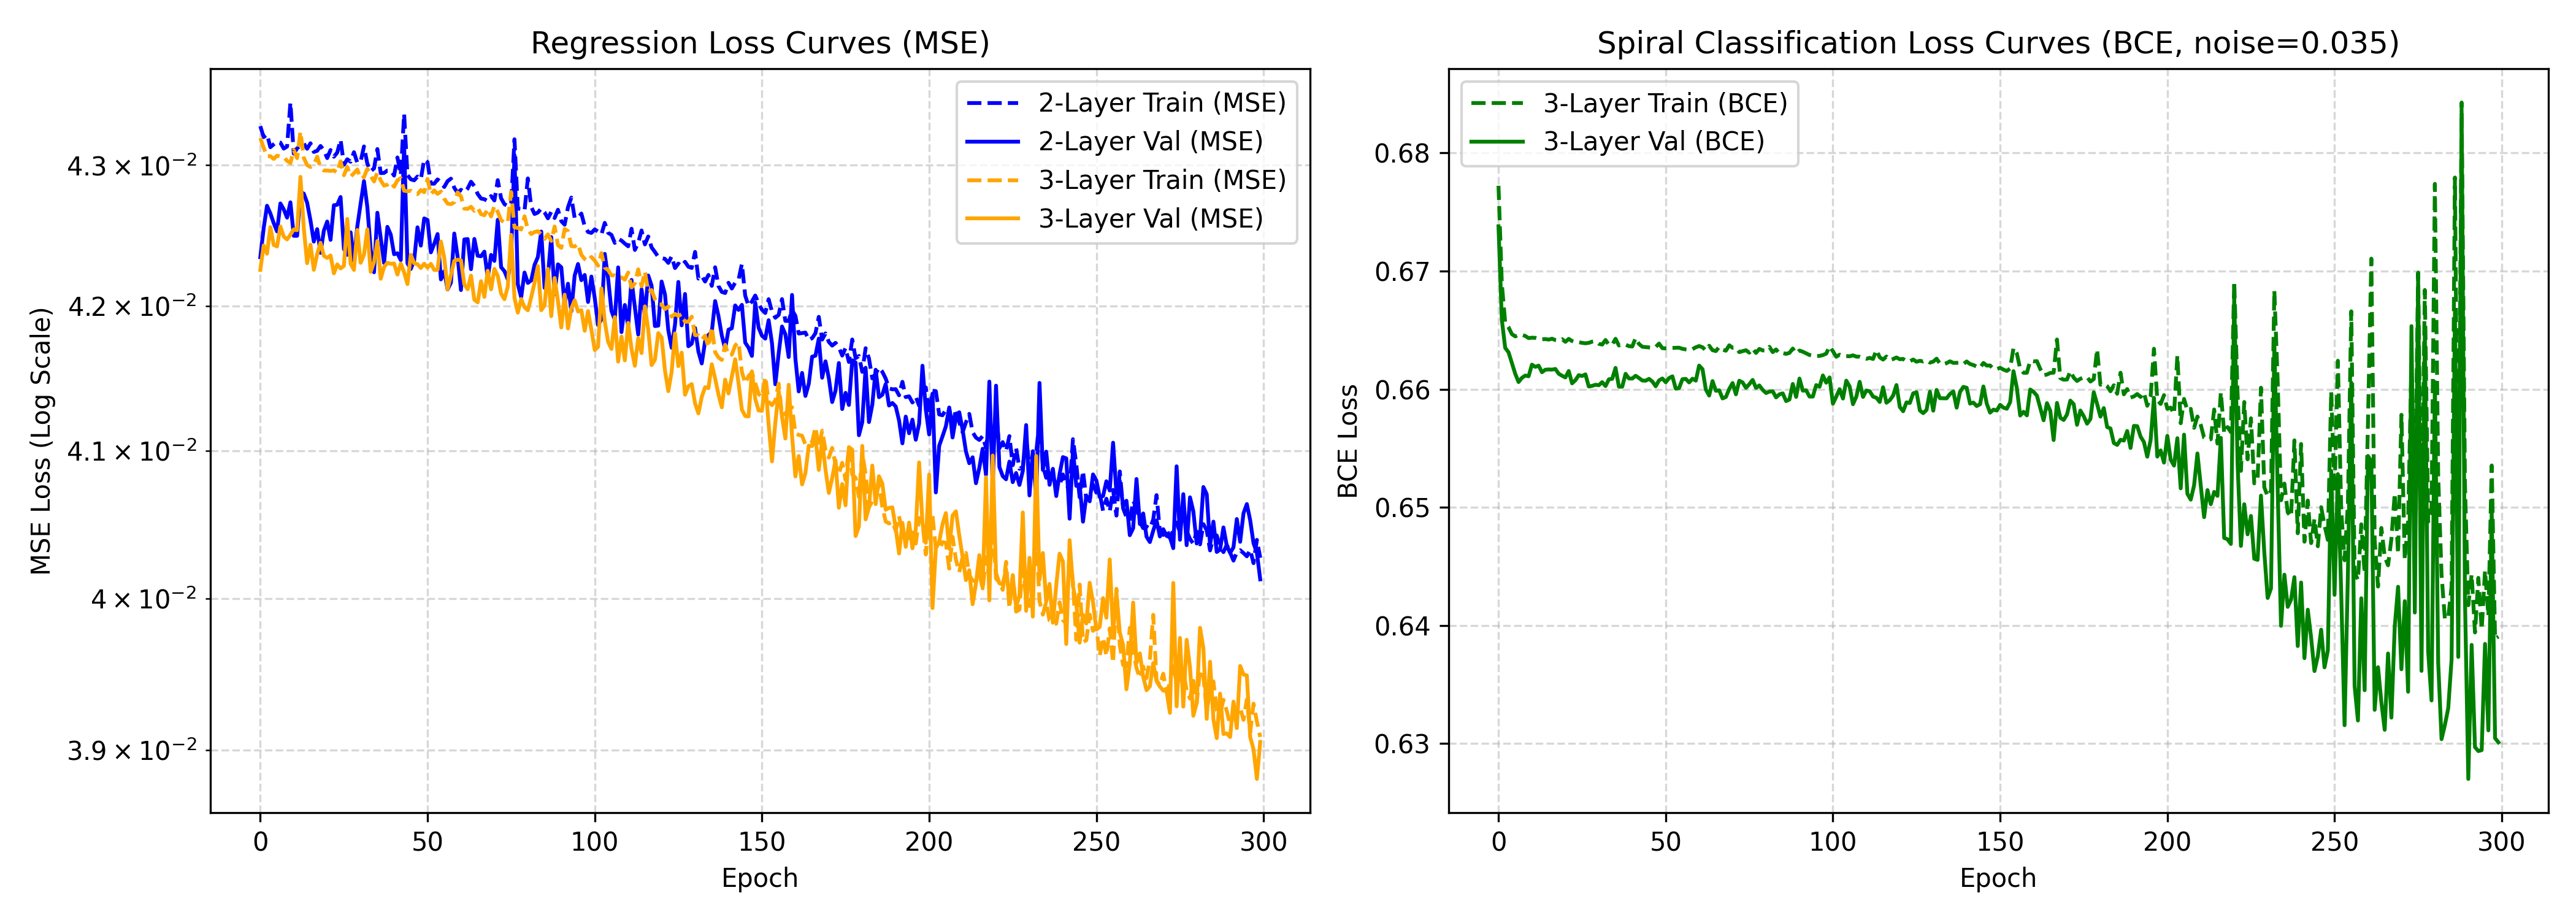 Regression Loss Curves (MSE)
MSE Loss (Log Scale)
4.3 × 10⁻²
4.2 × 10⁻²
4.1 × 10⁻²
4 × 10⁻²
3.9 × 10⁻²
2-Layer Train (MSE)
2-Layer Val (MSE)
3-Layer Train (MSE)
3-Layer Val (MSE)
0 50 100 150 200 250 300
Epoch
Spiral Classification Loss Curves (BCE, noise=0.035)
BCE Loss
0.68
0.67
0.66
0.65
0.64
0.63
3-Layer Train (BCE)
3-Layer Val (BCE)
0 50 100 150 200 250 300
Epoch